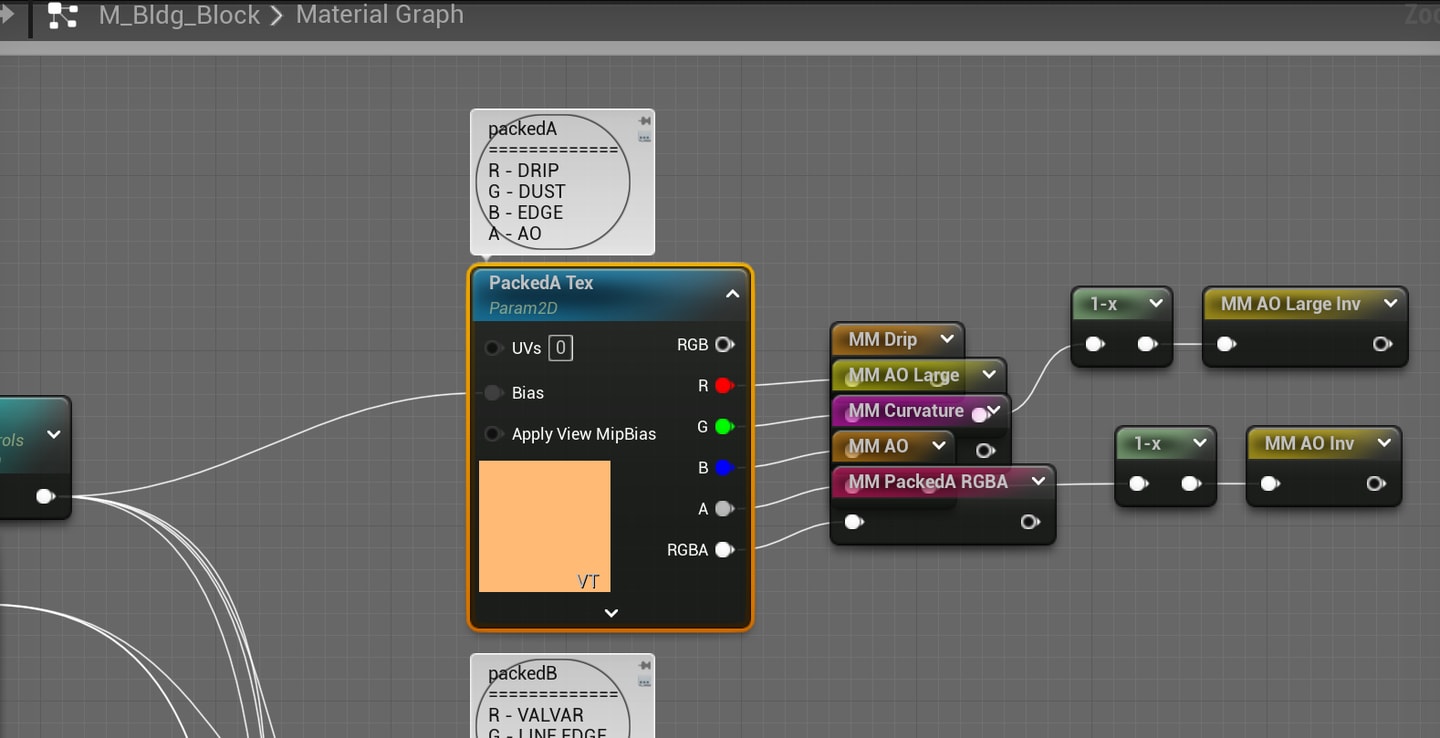 M_Bldg_Block > Material Graph
Zoo
packedA
=============
R - DRIP
G - DUST
B - EDGE
A - AO
PackedA Tex
Param2D
UVs 0
Bias
Apply View MipBias
RGB
R
G
B
A
RGBA
VT
MM Drip
MM AO Large
MM Curvature
MM AO
MM PackedA RGBA
1-x
MM AO Large Inv
1-x
MM AO Inv
rols
packedB
=============
R - VALVAR
G - LINE EDGE